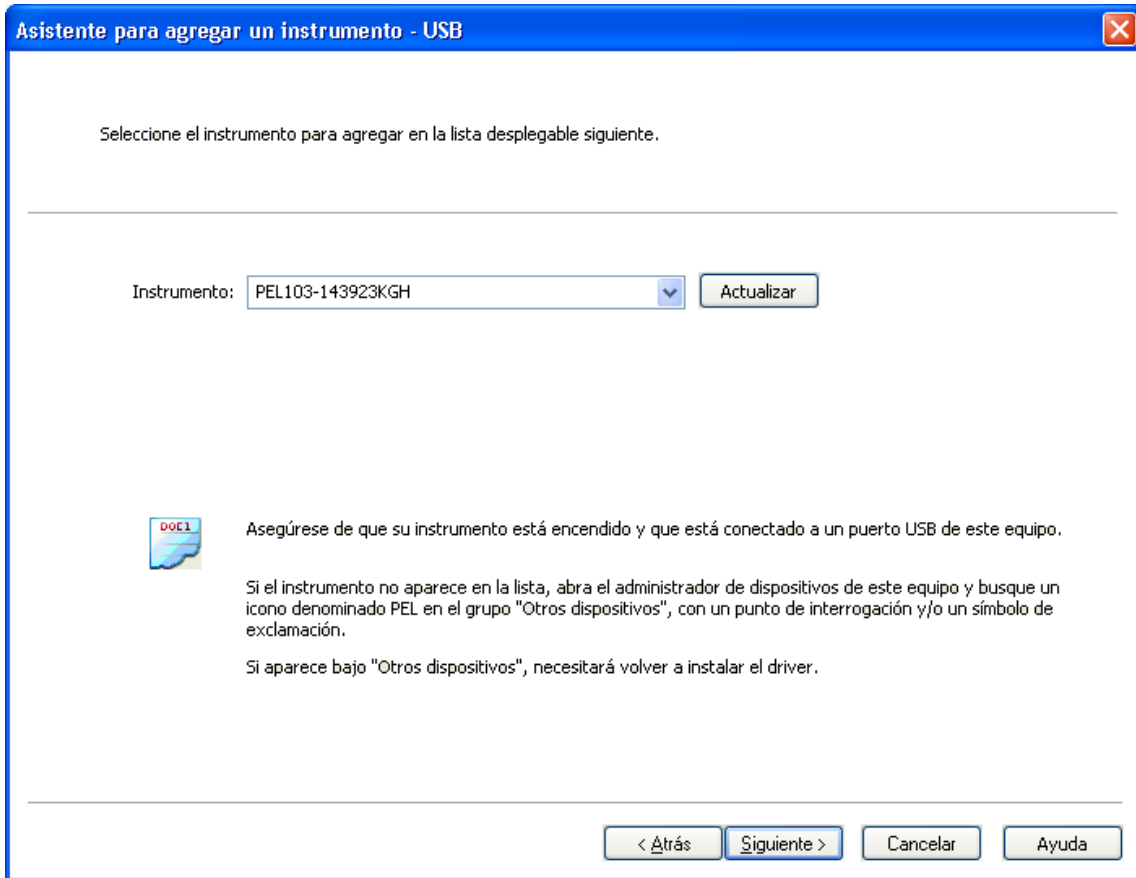 Asistente para agregar un instrumento - USB
Seleccione el instrumento para agregar en la lista desplegable siguiente.
Instrumento: PEL103-143923KGH Actualizar
DOC1
Asegúrese de que su instrumento está encendido y que está conectado a un puerto USB de este equipo.
Si el instrumento no aparece en la lista, abra el administrador de dispositivos de este equipo y busque un
icono denominado PEL en el grupo "Otros dispositivos", con un punto de interrogación y/o un símbolo de
exclamación.
Si aparece bajo "Otros dispositivos", necesitará volver a instalar el driver.
< Atrás Siguiente > Cancelar Ayuda